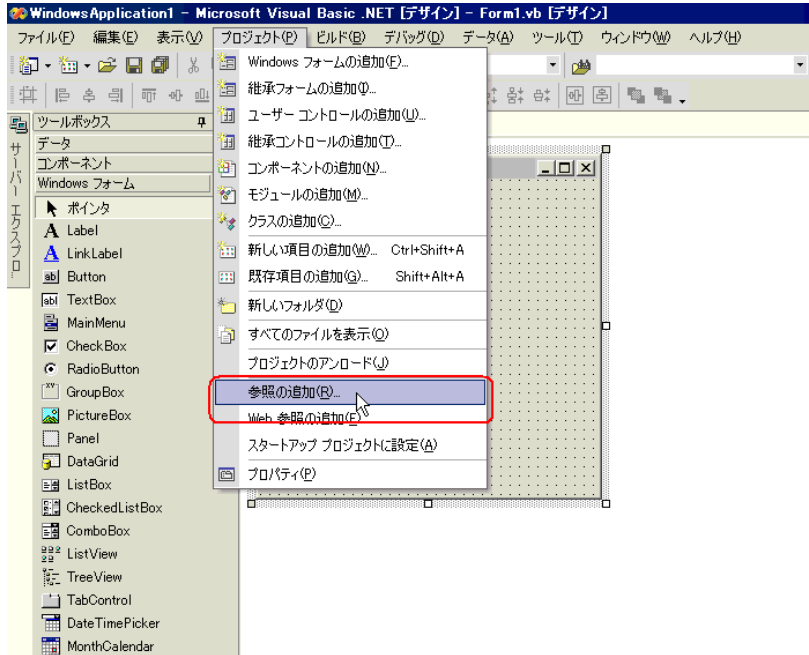 WindowsApplication1 - Microsoft Visual Basic .NET [デザイン] - Form1.vb [デザイン]
ファイル(F) 編集(E) 表示(V) プロジェクト(P) ビルド(B) デバッグ(D) データ(A) ツール(T) ウィンドウ(W) ヘルプ(H)
Windows フォームの追加(F)...
継承フォームの追加(I)...
ユーザー コントロールの追加(U)...
継承コントロールの追加(T)...
コンポーネントの追加(N)...
モジュールの追加(M)...
クラスの追加(C)...
新しい項目の追加(W)... Ctrl+Shift+A
既存項目の追加(G)... Shift+Alt+A
新しいフォルダ(D)
すべてのファイルを表示(O)
プロジェクトのアンロード(J)
参照の追加(R)...
Web 参照の追加(E)
スタートアップ プロジェクトに設定(A)
プロパティ(P)
サーバー エクスプロ
ツールボックス
データ
コンポーネント
Windows フォーム
ポインタ
A Label
A LinkLabel
ab Button
abl TextBox
MainMenu
CheckBox
RadioButton
XY GroupBox
PictureBox
Panel
DataGrid
ListBox
CheckedListBox
ComboBox
ListView
TreeView
TabControl
DateTimePicker
MonthCalendar